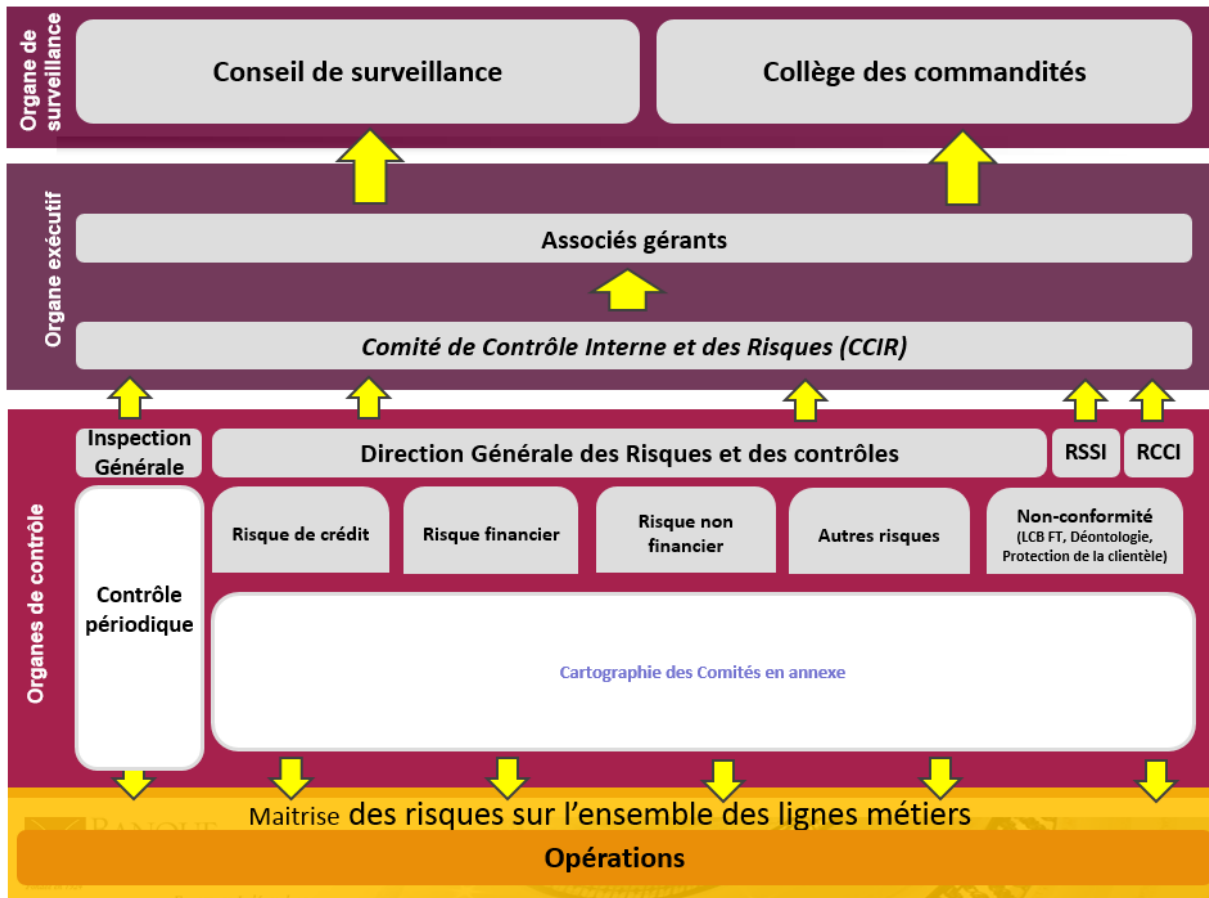 Organe de
surveillance
Conseil de surveillance
Collège des commandités
Organe exécutif
Associés gérants
Comité de Contrôle Interne et des Risques (CCIR)
Organes de contrôle
Inspection
Générale
Direction Générale des Risques et des contrôles
RSSI
RCCI
Contrôle
périodique
Risque de crédit
Risque financier
Risque non
financier
Autres risques
Non-conformité
(LCB FT, Déontologie,
Protection de la clientèle)
Cartographie des Comités en annexe
Maitrise des risques sur l'ensemble des lignes métiers
BANQUE
Opérations